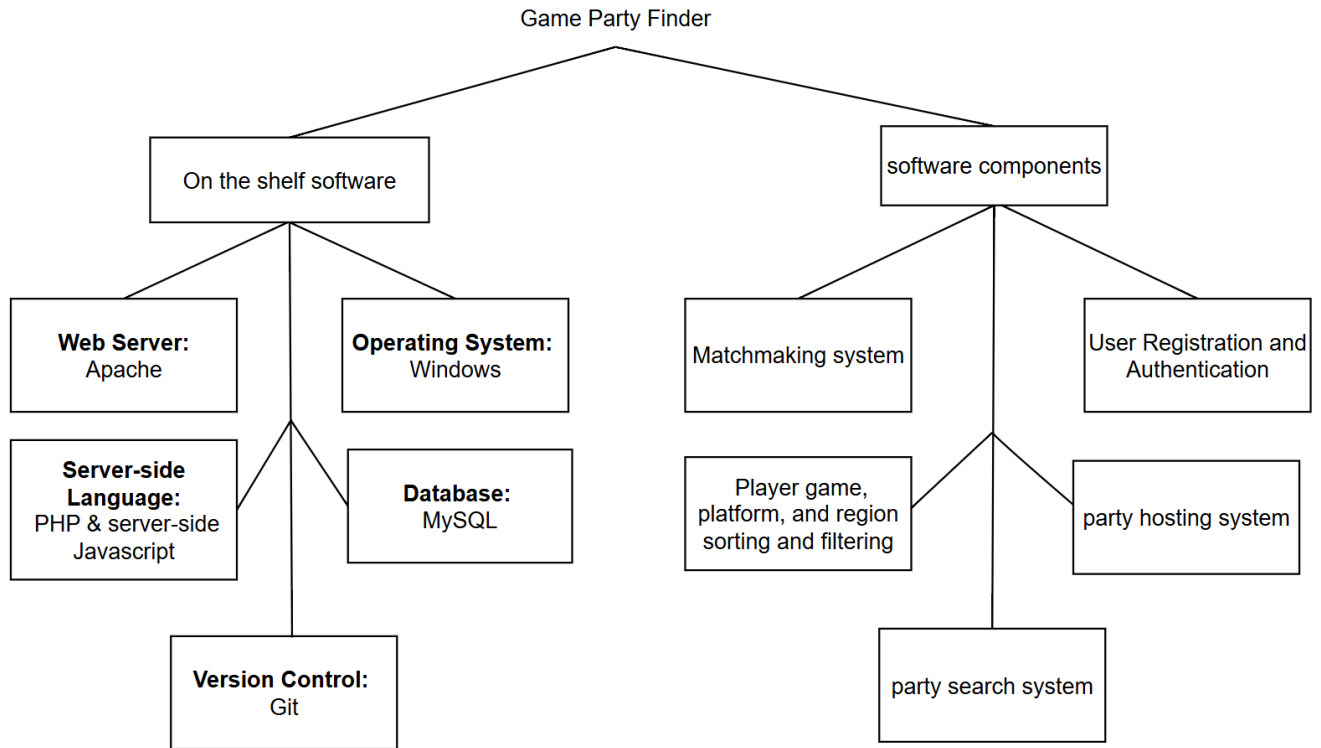 Game Party Finder
On the shelf software
software components
Web Server:
Apache
Operating System:
Windows
Matchmaking system
User Registration and
Authentication
Server-side
Language:
PHP & server-side
Javascript
Database:
MySQL
Player game,
platform, and region
sorting and filtering
party hosting system
Version Control:
Git
party search system